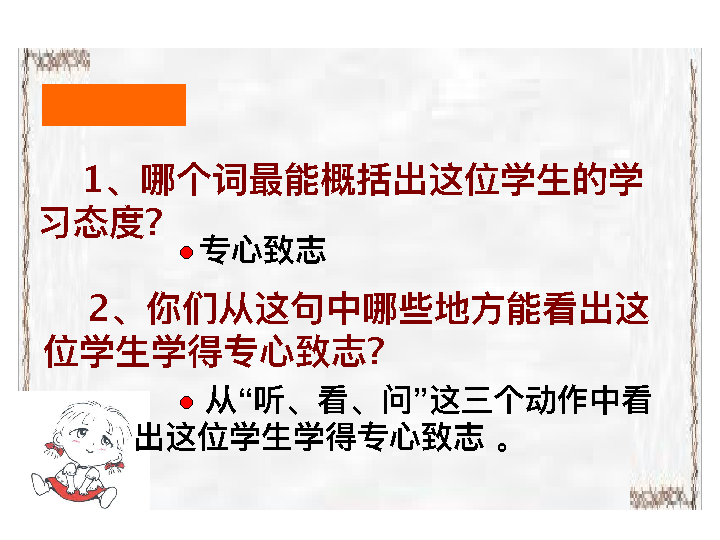 1、哪个词最能概括出这位学生的学
习态度?
专心致志
2、你们从这句中哪些地方能看出这
位学生学得专心致志?
从“听、看、问”这三个动作中看
出这位学生学得专心致志 。